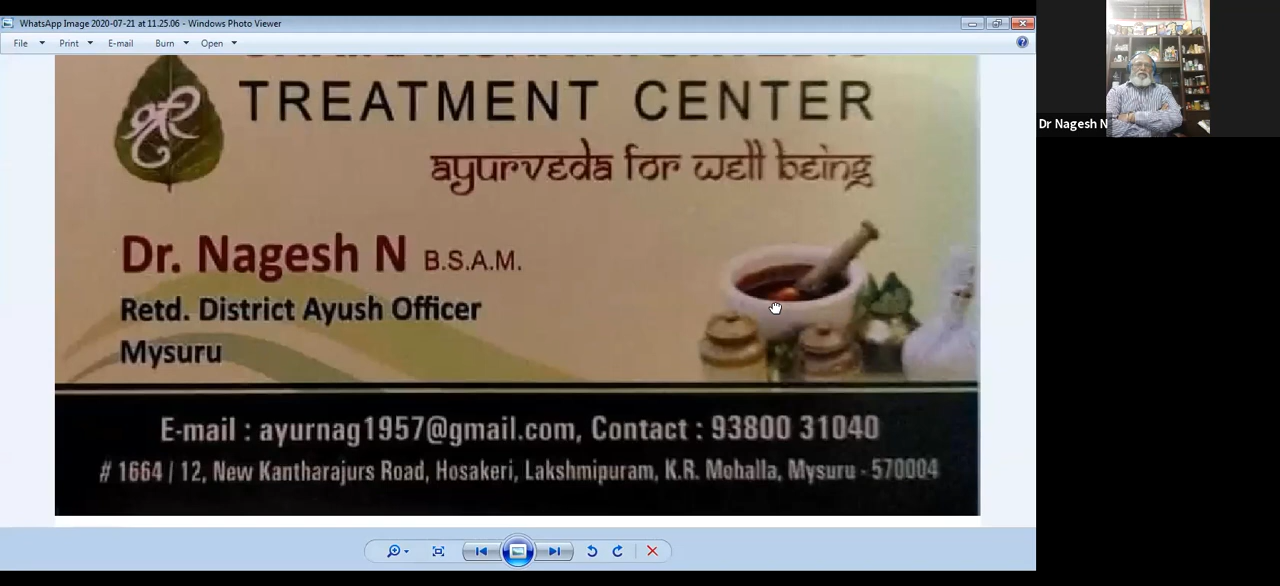 WhatsApp Image 2020-07-21 at 11.25.06 - Windows Photo Viewer
File Print E-mail Burn Open
Dr Nagesh N
श्री
TREATMENT CENTER
ayurveda for well being
Dr. Nagesh N B.S.A.M.
Retd. District Ayush Officer
Mysuru
E-mail : ayurnag1957@gmail.com, Contact : 9380031040
# 1664 / 12, New Kantharajurs Road, Hosakeri, Lakshmipuram, K.R. Mohalla, Mysuru - 570004